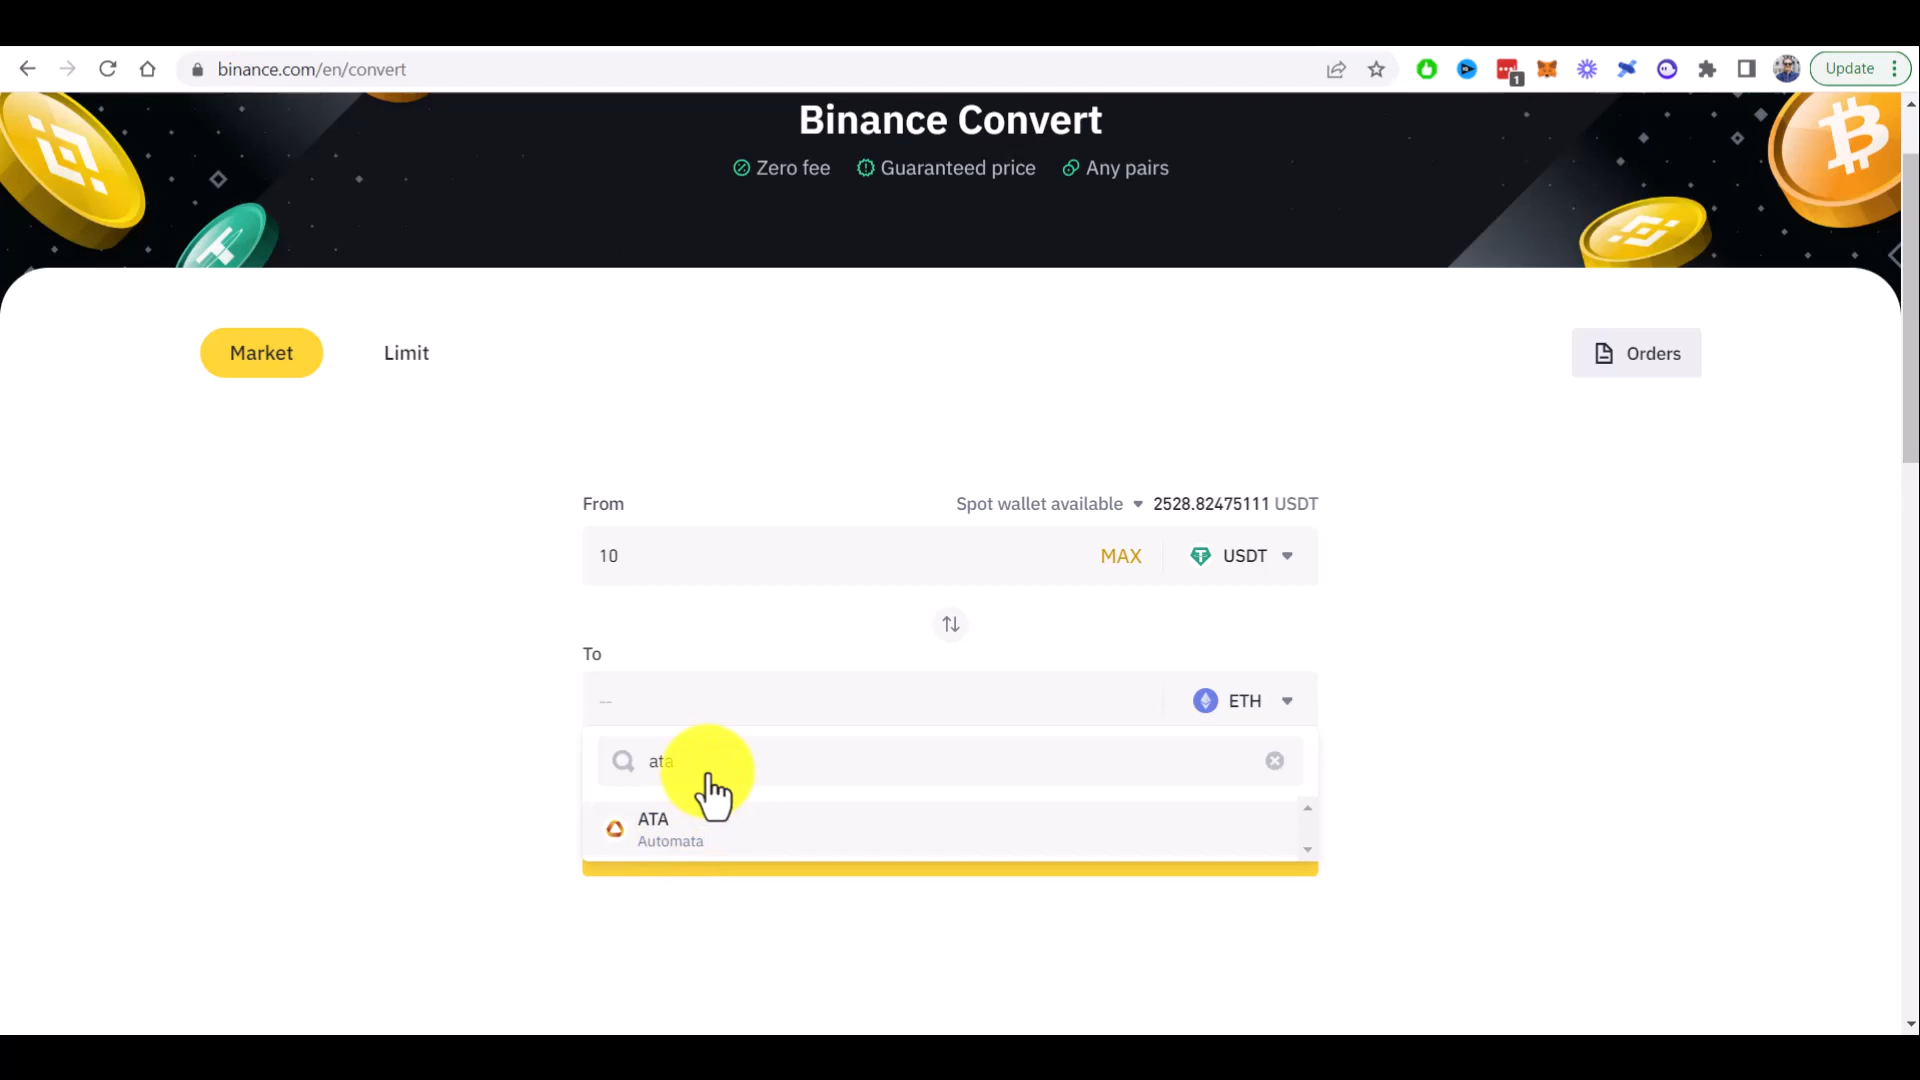 binance.com/en/convert
1
Update
Binance Convert
Zero fee Guaranteed price Any pairs
Market Limit Orders
From Spot wallet available 2528.82475111 USDT
10 MAX USDT
To
-- ETH
ata
ATA
Automata